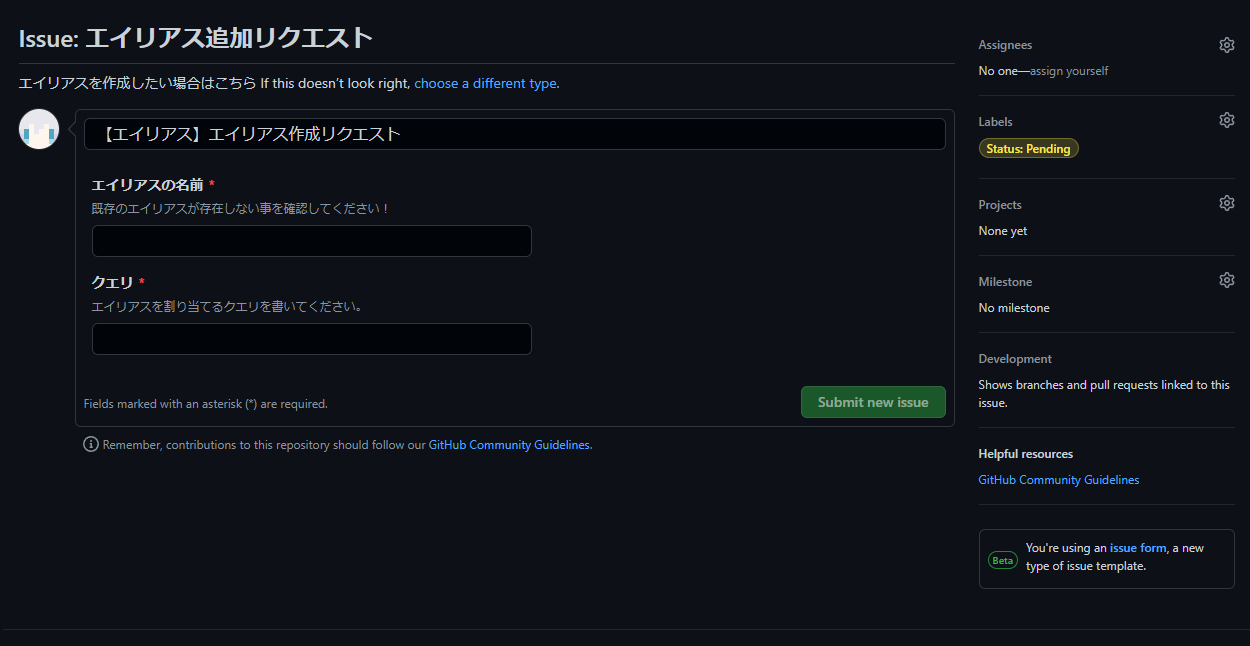 Issue: エイリアス追加リクエスト
エイリアスを作成したい場合はこちら If this doesn't look right, choose a different type.
【エイリアス】エイリアス作成リクエスト
エイリアスの名前 *
既存のエイリアスが存在しない事を確認してください！
クエリ *
エイリアスを割り当てるクエリを書いてください。
Fields marked with an asterisk (*) are required.
Submit new issue
Remember, contributions to this repository should follow our GitHub Community Guidelines.
Assignees
No one—assign yourself
Labels
Status: Pending
Projects
None yet
Milestone
No milestone
Development
Shows branches and pull requests linked to this
issue.
Helpful resources
GitHub Community Guidelines
Beta
You're using an issue form, a new
type of issue template.